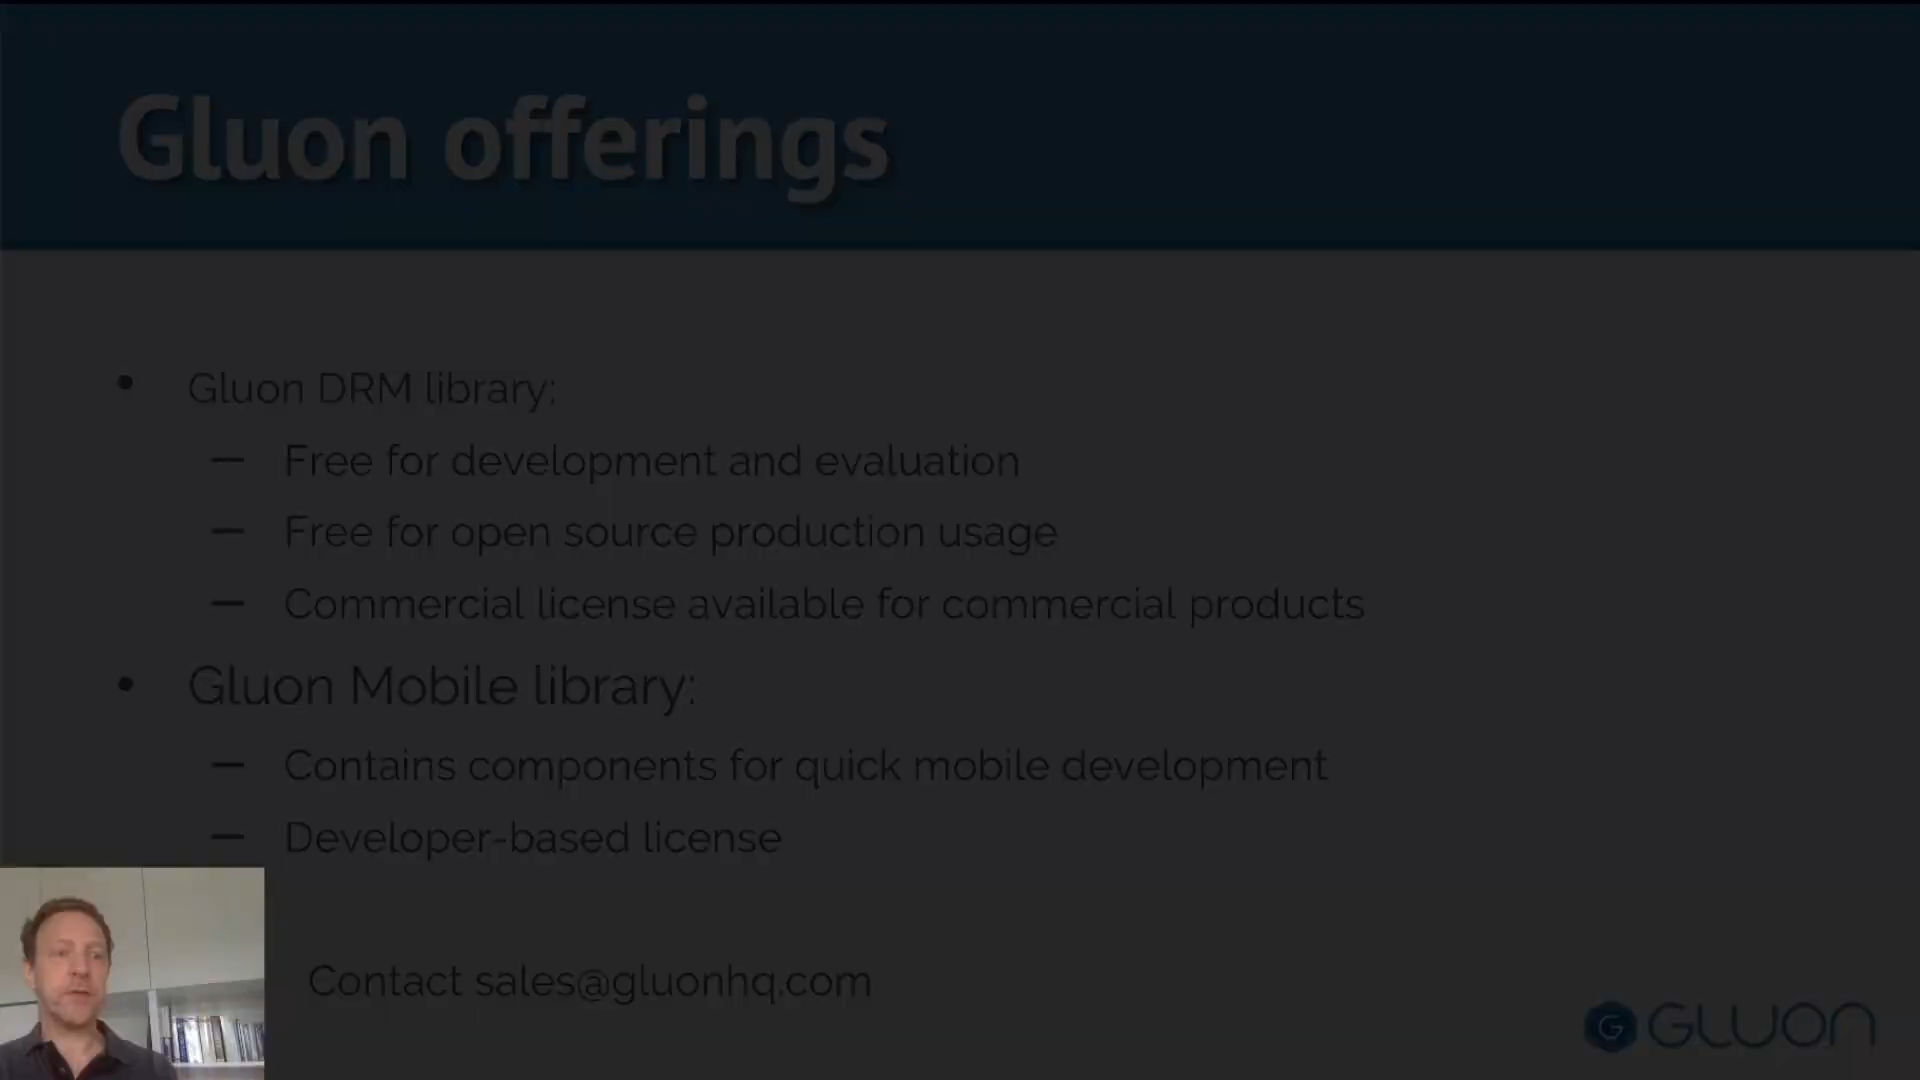 Gluon offerings
• Gluon DRM library:
— Free for development and evaluation
— Free for open source production usage
— Commercial license available for commercial products
• Gluon Mobile library:
— Contains components for quick mobile development
— Developer-based license
Contact sales@gluonhq.com
G GLUON